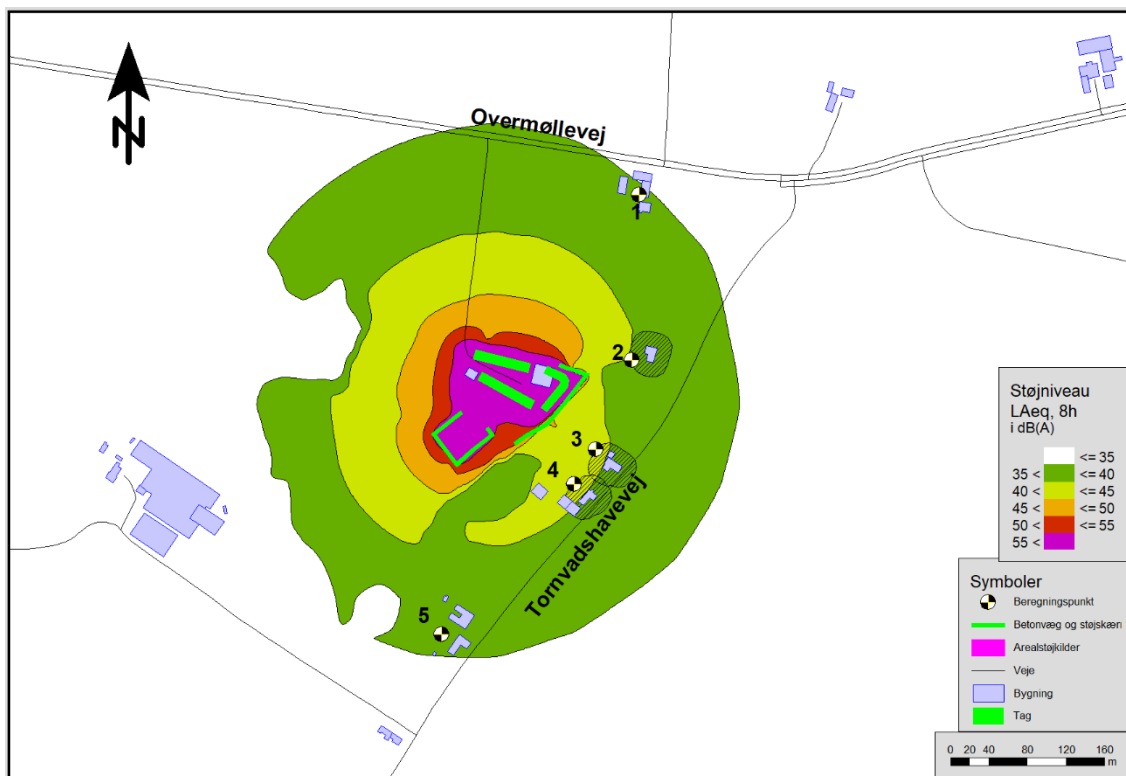 N
Overmøllevej
1
2
3
4
Tornvadshavevej
5
Støjniveau
LAeq, 8h
i dB(A)
<= 35
35 < <= 40
40 < <= 45
45 < <= 50
50 < <= 55
55 <
Symboler
Beregningspunkt
Betonvæg og støjskærn
Arealstøjkilder
Veje
Bygning
Tag
0 20 40 80 120 160
m